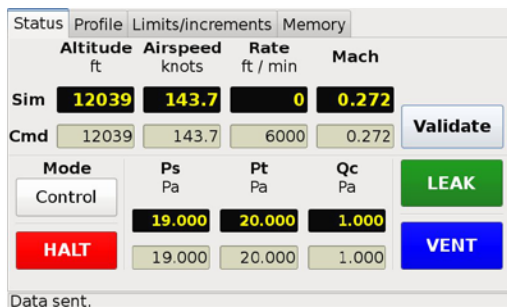 Status Profile Limits/increments Memory
Altitude Airspeed Rate Mach
ft knots ft / min
Sim 12039 143.7 0 0.272
Cmd 12039 143.7 6000 0.272 Validate
Mode Ps Pt Qc
Pa Pa Pa
Control LEAK
19.000 20.000 1.000
HALT 19.000 20.000 1.000 VENT
Data sent.